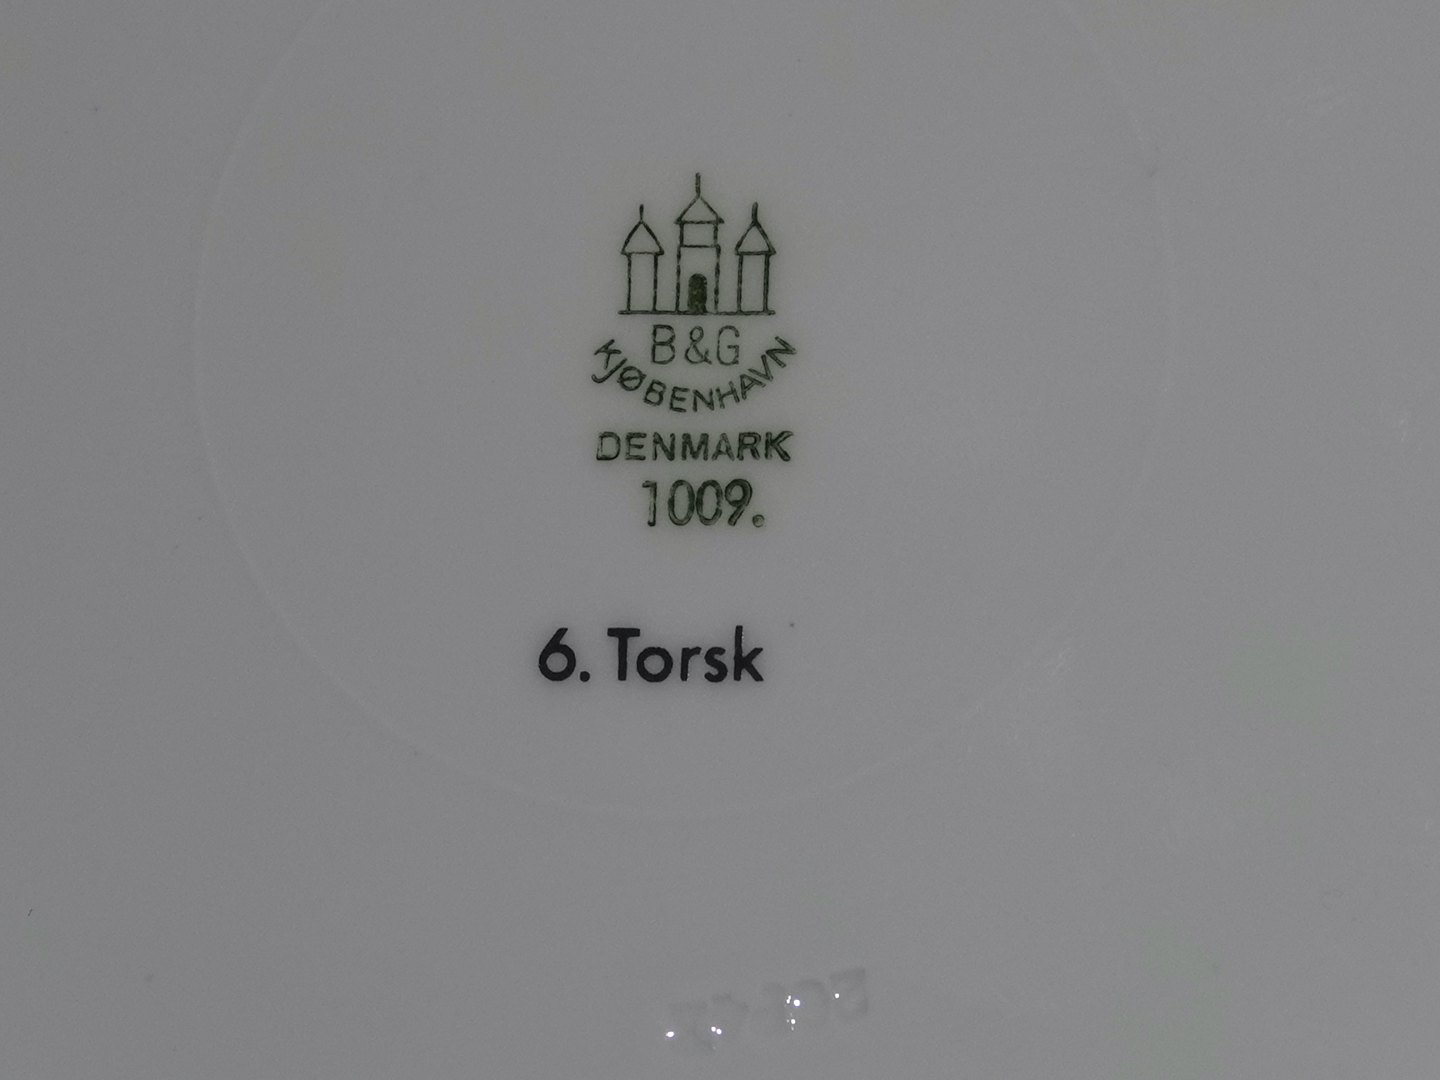 B&G
KJØBENHAVN
DENMARK
1009.
6. Torsk